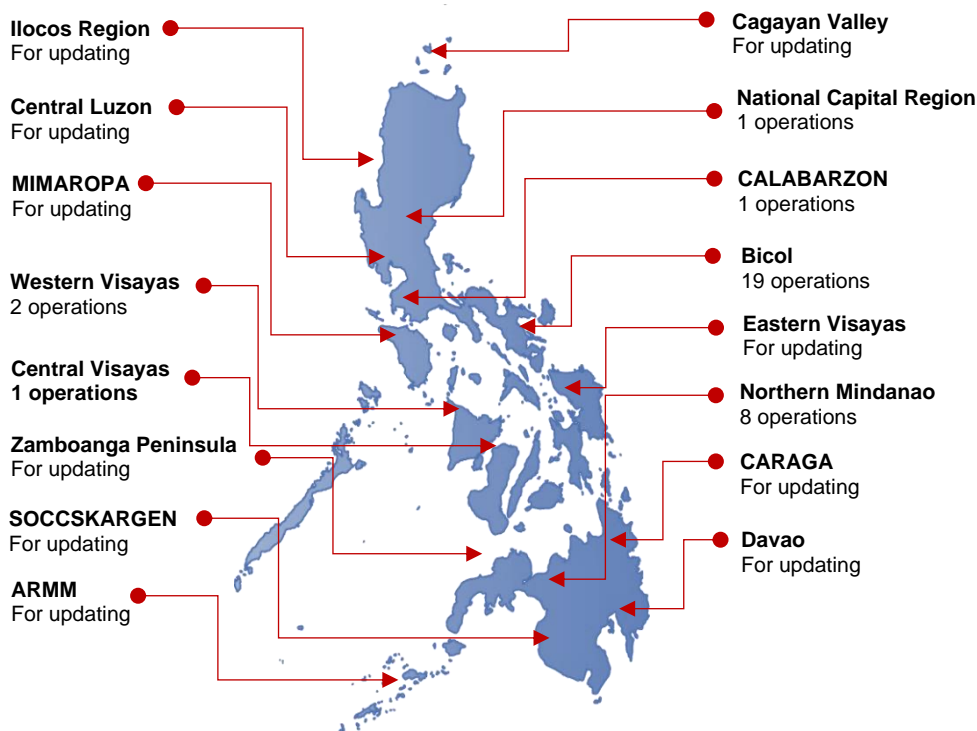 Ilocos Region
For updating
Central Luzon
For updating
MIMAROPA
For updating
Western Visayas
2 operations
Central Visayas
1 operations
Zamboanga Peninsula
For updating
SOCCSKARGEN
For updating
ARMM
For updating
Cagayan Valley
For updating
National Capital Region
1 operations
CALABARZON
1 operations
Bicol
19 operations
Eastern Visayas
For updating
Northern Mindanao
8 operations
CARAGA
For updating
Davao
For updating